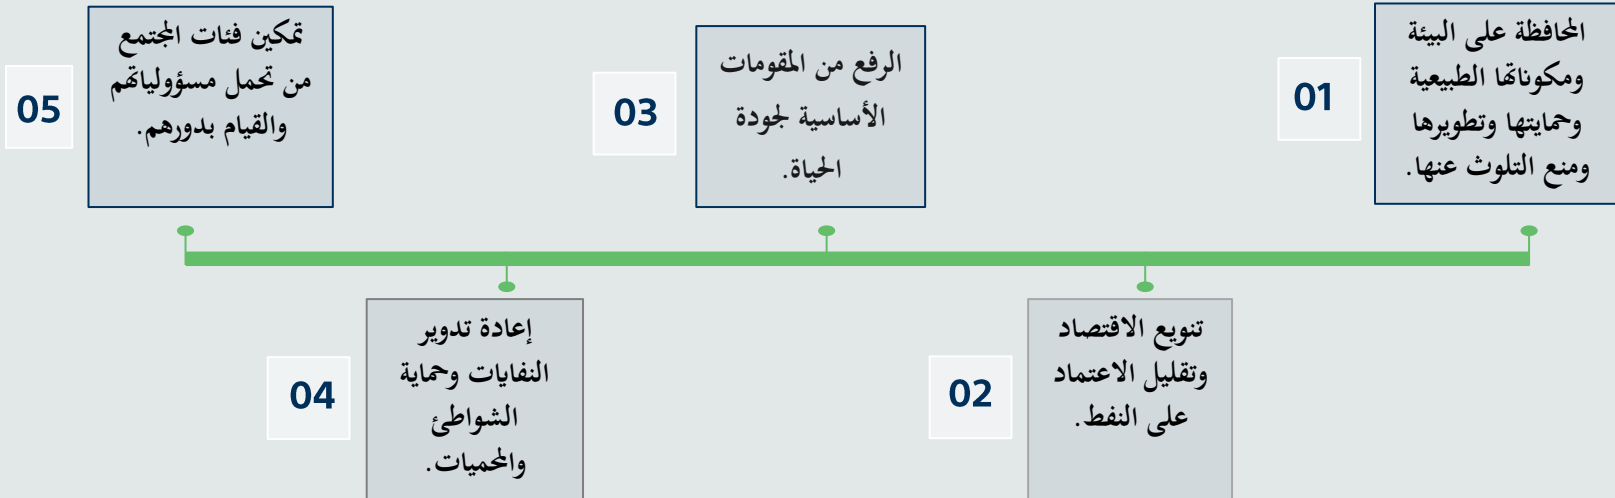 01
المحافظة على البيئة
ومكوناتها الطبيعية
وحمايتها وتطويرها
ومنع التلوث عنها.
02
تنويع الاقتصاد
وتقليل الاعتماد
على النفط.
03
الرفع من المقومات
الأساسية لجودة
الحياة.
04
إعادة تدوير
النفايات وحماية
الشواطئ
والمحميات.
05
تمكين فئات المجتمع
من تحمل مسؤولياتهم
والقيام بدورهم.